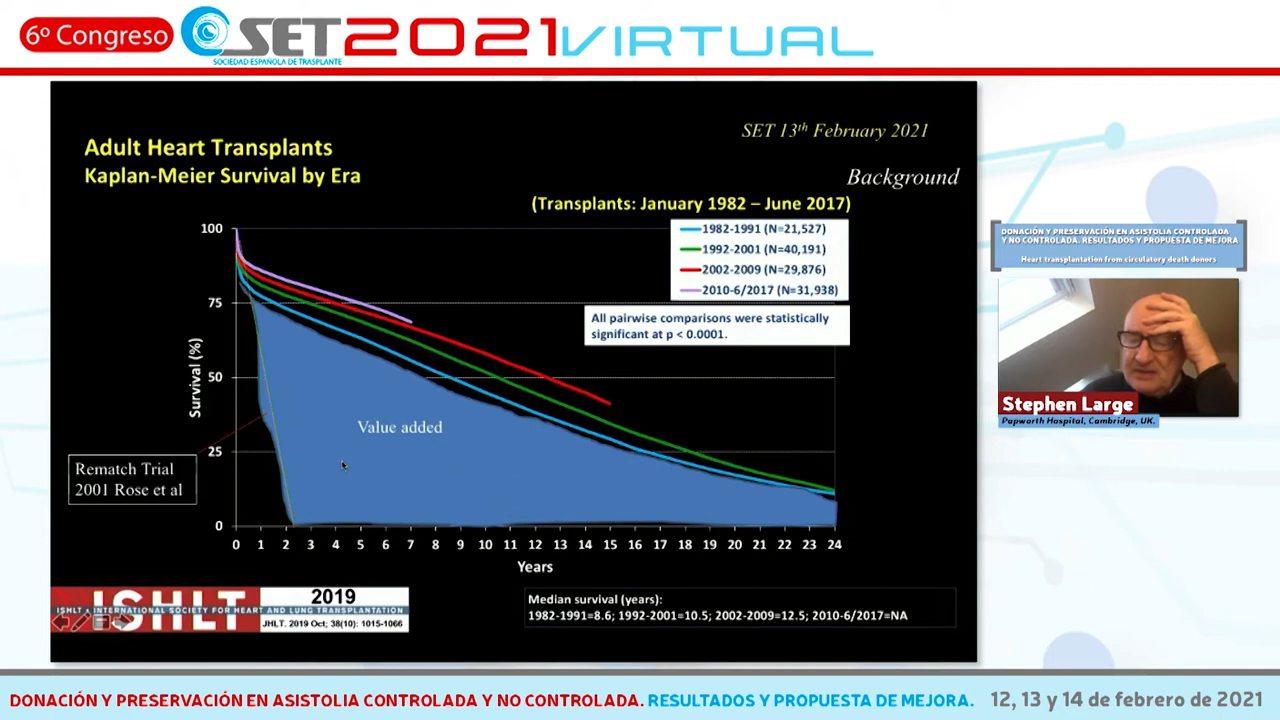 6º Congreso SET 2021 VIRTUAL
SOCIEDAD ESPAÑOLA DE TRASPLANTE
SET 13th February 2021
Adult Heart Transplants
Kaplan-Meier Survival by Era
Background
(Transplants: January 1982 – June 2017)
1982-1991 (N=21,527)
1992-2001 (N=40,191)
2002-2009 (N=29,876)
2010-6/2017 (N=31,938)
All pairwise comparisons were statistically
significant at p < 0.0001.
100
75
50
25
0
Survival (%)
Value added
Rematch Trial
2001 Rose et al
0 1 2 3 4 5 6 7 8 9 10 11 12 13 14 15 16 17 18 19 20 21 22 23 24
Years
ISHLT
ISHLT • INTERNATIONAL SOCIETY FOR HEART AND LUNG TRANSPLANTATION
2019
JHLT. 2019 Oct; 38(10): 1015-1066
Median survival (years):
1982-1991=8.6; 1992-2001=10.5; 2002-2009=12.5; 2010-6/2017=NA
DONACIÓN Y PRESERVACIÓN EN ASISTOLIA CONTROLADA
Y NO CONTROLADA. RESULTADOS Y PROPUESTA DE MEJORA
Heart transplantation from circulatory death donors
Stephen Large
Papworth Hospital, Cambridge, UK.
DONACIÓN Y PRESERVACIÓN EN ASISTOLIA CONTROLADA Y NO CONTROLADA. RESULTADOS Y PROPUESTA DE MEJORA. 12, 13 y 14 de febrero de 2021